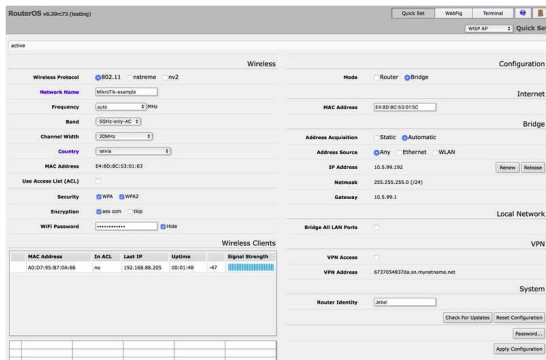 RouterOS v6.39rc73 (testing)
Quick Set WebFig Terminal
WISP AP Quick Set
active
Wireless
Wireless Protocol 802.11 nstreme nv2
Network Name MikroTik-example
Frequency auto MHz
Band 5GHz-only-AC
Channel Width 20MHz
Country latvia
MAC Address E4:8D:8C:53:01:63
Use Access List (ACL)
Security WPA WPA2
Encryption aes ccm tkip
WiFi Password •••••••••••• Hide
Wireless Clients
MAC Address In ACL Last IP Uptime Signal Strength
A0:D7:95:87:0A:86 no 192.168.88.205 00:01:48 -47
Configuration
Mode Router Bridge
Internet
MAC Address E4:8D:8C:53:01:5C
Bridge
Address Acquisition Static Automatic
Address Source Any Ethernet WLAN
IP Address 10.5.99.192 Renew Release
Netmask 255.255.255.0 (/24)
Gateway 10.5.99.1
Local Network
Bridge All LAN Ports
VPN
VPN Access
VPN Address 6737054837da.sn.mynetname.net
System
Router Identity Jebel
Check For Updates Reset Configuration
Password...
Apply Configuration